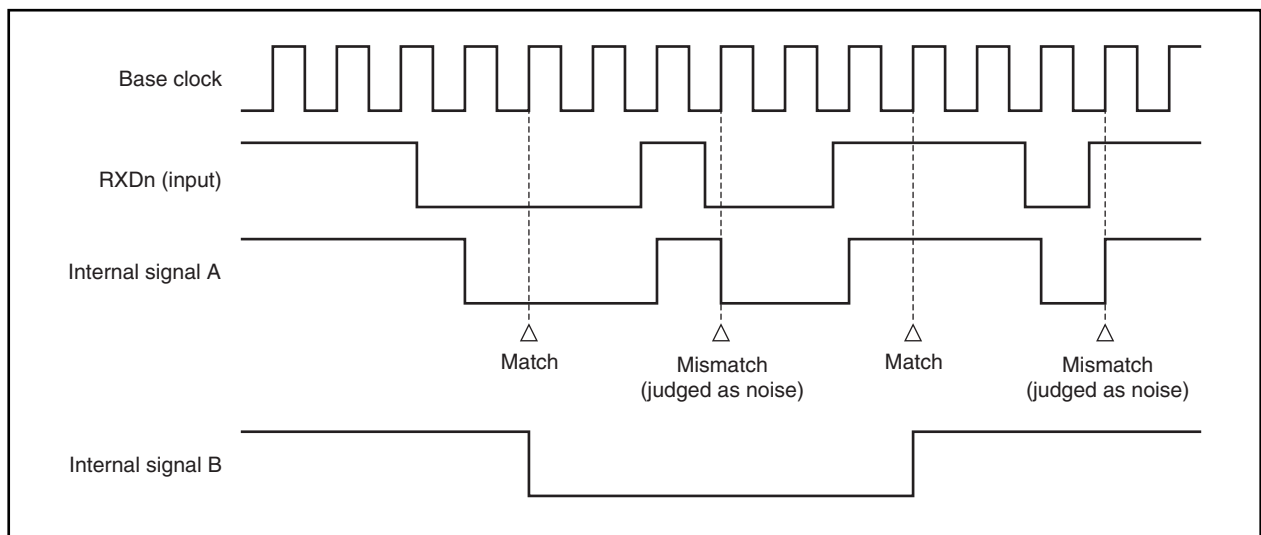 Base clock
RXDn (input)
Internal signal A
Match
Mismatch
(judged as noise)
Match
Mismatch
(judged as noise)
Internal signal B